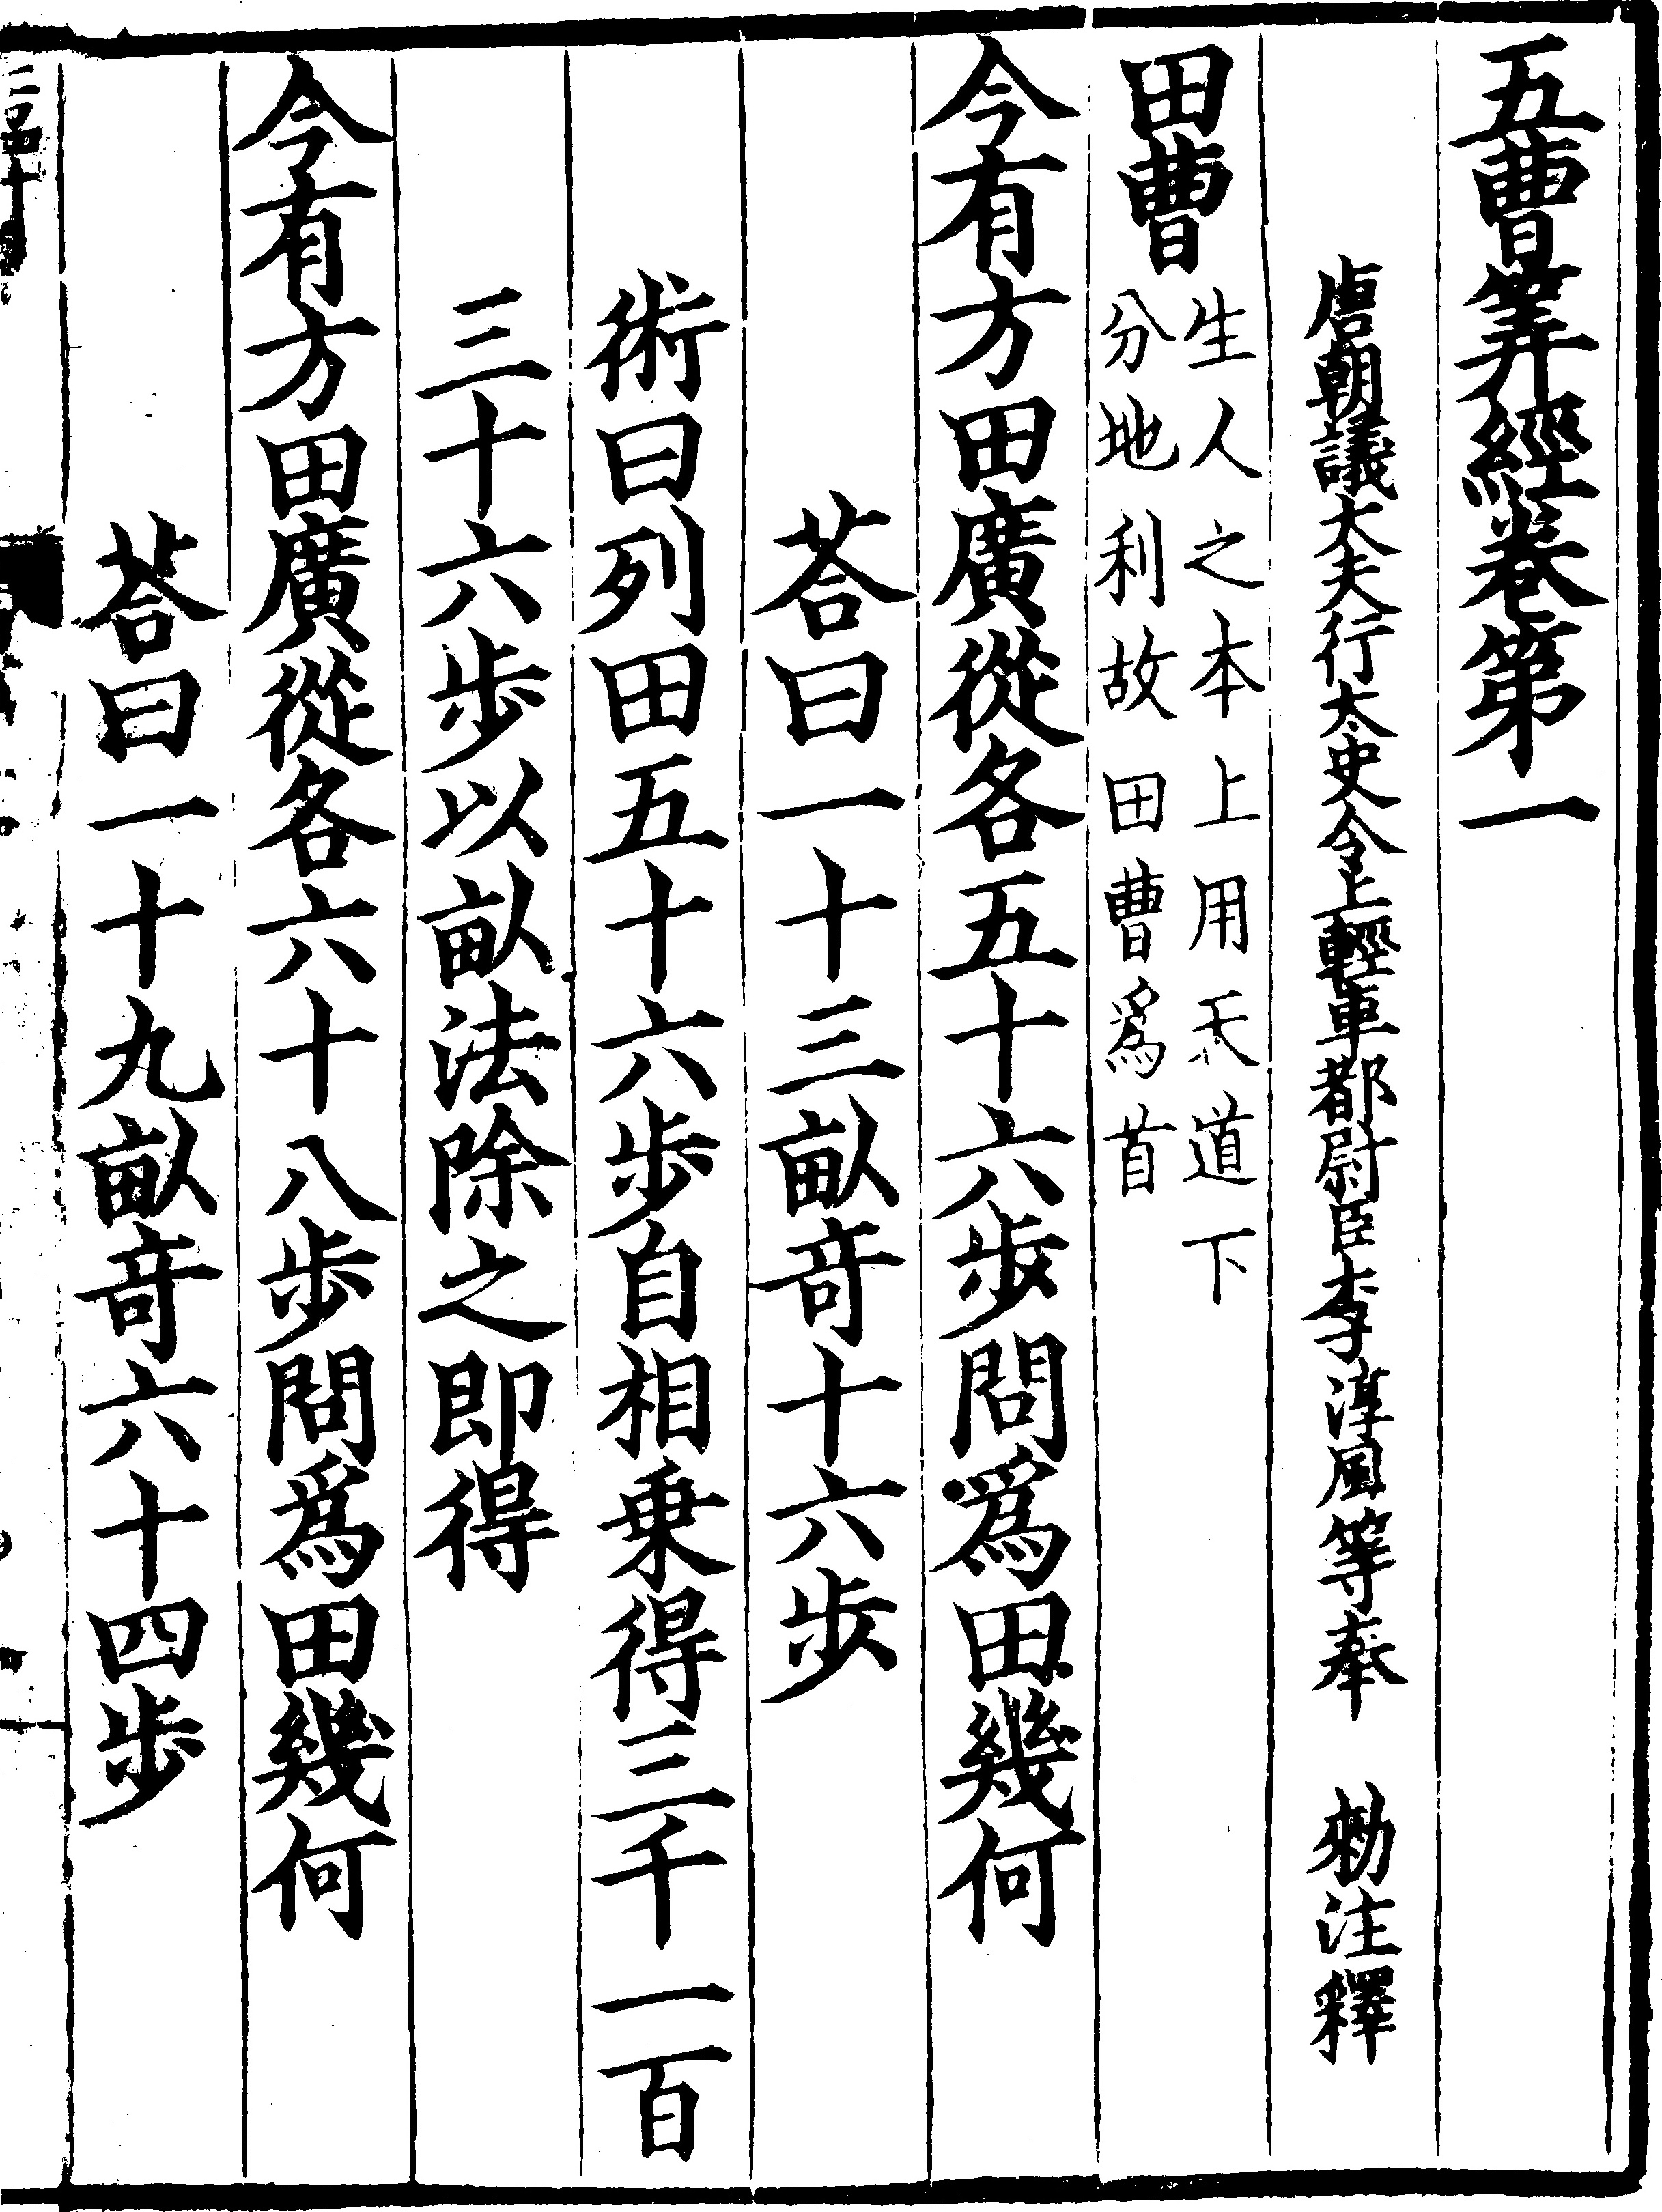 五曹筭經卷第一
唐朝議大夫行太史令上輕車都尉臣李淳風等奉 勑注釋
田曹生人之本上用天道下
分地利故田曹爲首
今有方田廣從各五十六步問爲田幾何
荅曰一十三畝竒十六步
術曰列田五十六步自相乗得三千一百
三十六步以畝法除之即得
今有方田廣從各六十八步問爲田幾何
荅曰一十九畝竒六十四步